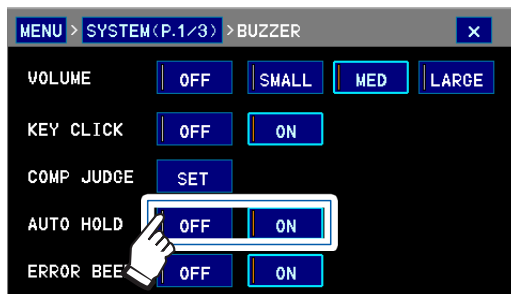 MENU > SYSTEM(P.1/3) > BUZZER ×
VOLUME OFF SMALL MED LARGE
KEY CLICK OFF ON
COMP JUDGE SET
AUTO HOLD OFF ON
ERROR OFF ON